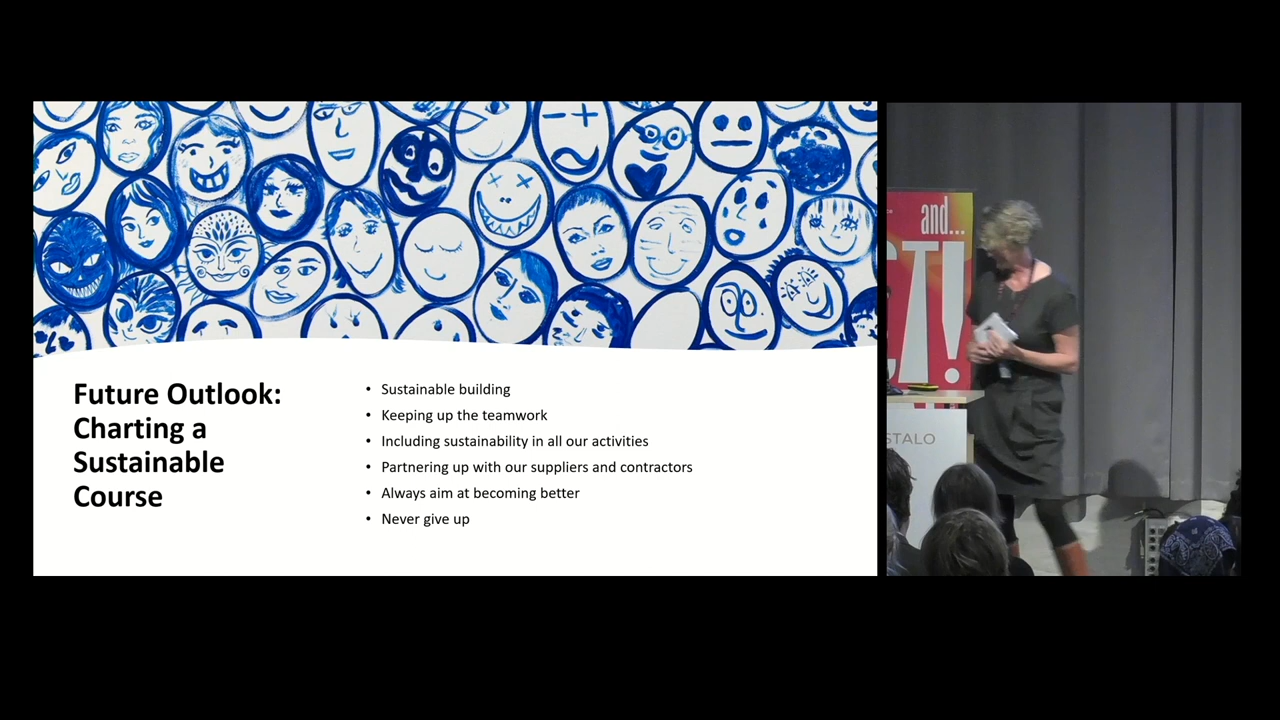 Future Outlook:
Charting a
Sustainable
Course
• Sustainable building
• Keeping up the teamwork
• Including sustainability in all our activities
• Partnering up with our suppliers and contractors
• Always aim at becoming better
• Never give up
and...
CT!
STALO